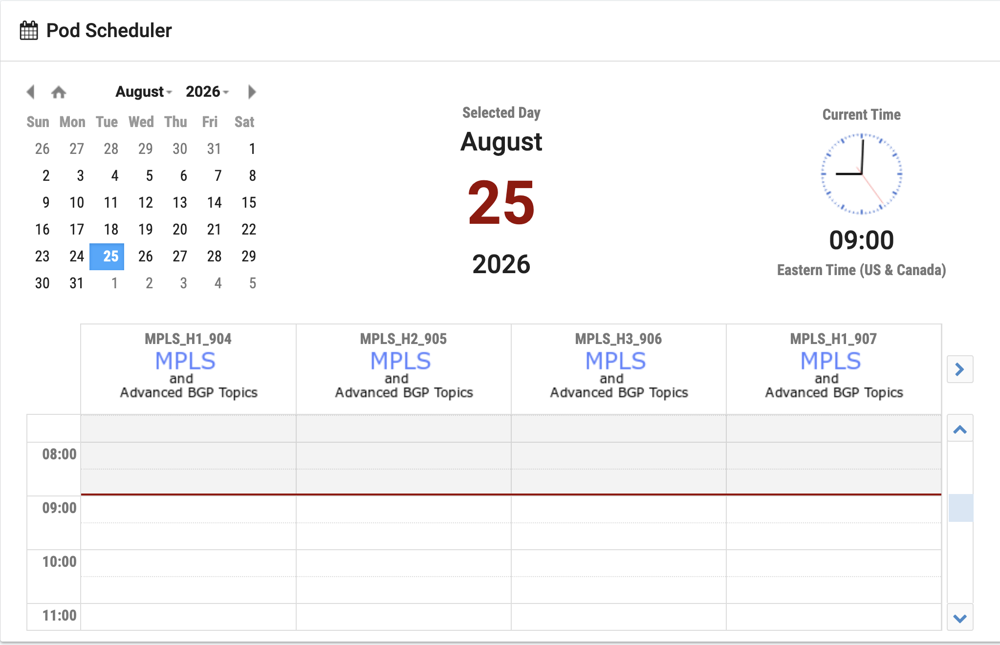 Pod Scheduler
August 2026
Sun Mon Tue Wed Thu Fri Sat
26 27 28 29 30 31 1
2 3 4 5 6 7 8
9 10 11 12 13 14 15
16 17 18 19 20 21 22
23 24 25 26 27 28 29
30 31 1 2 3 4 5
Selected Day
August
25
2026
Current Time
09:00
Eastern Time (US & Canada)
MPLS_H1_904 MPLS_H2_905 MPLS_H3_906 MPLS_H1_907
MPLS MPLS MPLS MPLS
and and and and
Advanced BGP Topics Advanced BGP Topics Advanced BGP Topics Advanced BGP Topics
08:00
09:00
10:00
11:00